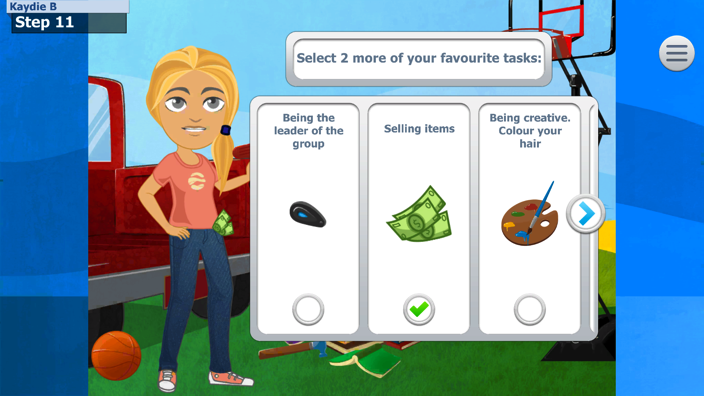 Kaydie B
Step 11
Select 2 more of your favourite tasks:
Being the
leader of the
group
Selling items
Being creative.
Colour your
hair